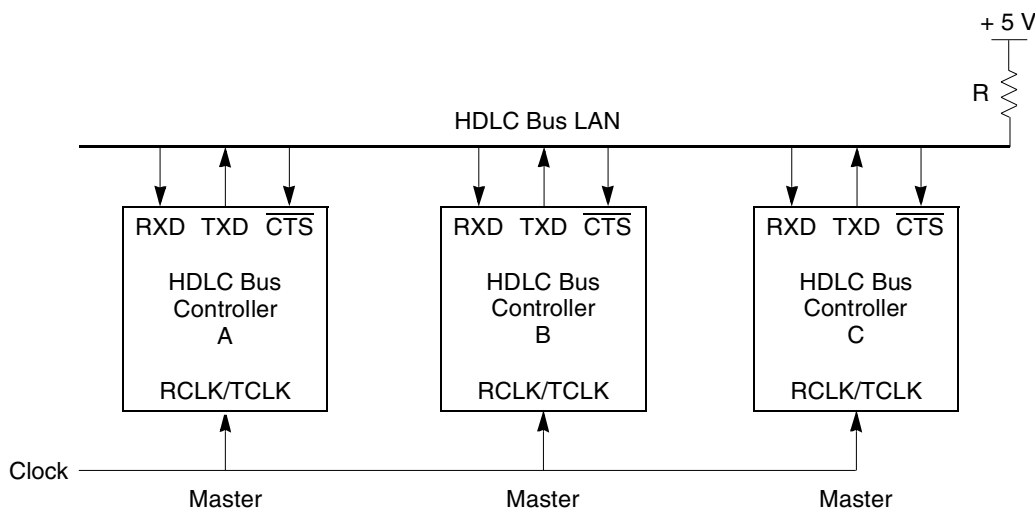 + 5 V
R
HDLC Bus LAN
RXD TXD CTS RXD TXD CTS RXD TXD CTS
HDLC Bus HDLC Bus HDLC Bus
Controller Controller Controller
A B C
RCLK/TCLK RCLK/TCLK RCLK/TCLK
Clock
Master Master Master